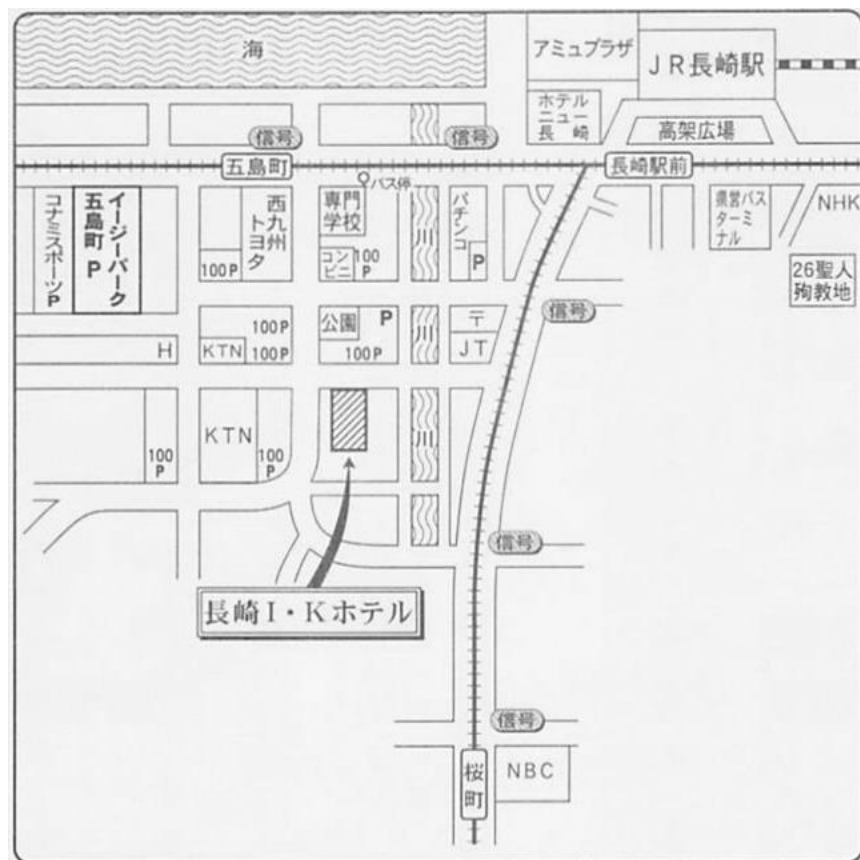 海
アミュプラザ
JR長崎駅
ホテル
ニュー
長崎
高架広場
信号
信号
五島町
長崎駅前
バス停
コナミスポーツP
イージーパーク
五島町 P
西九州
トヨタ
100P
専門
学校
コン
ビニ
100
P
川
パチンコ
P
県営バス
ターミ
ナル
NHK
26聖人
殉教地
信号
100P
KTN
100P
公園
P
100P
川
〒
JT
H
100
P
KTN
100
P
川
信号
長崎I・Kホテル
信号
桜町
NBC